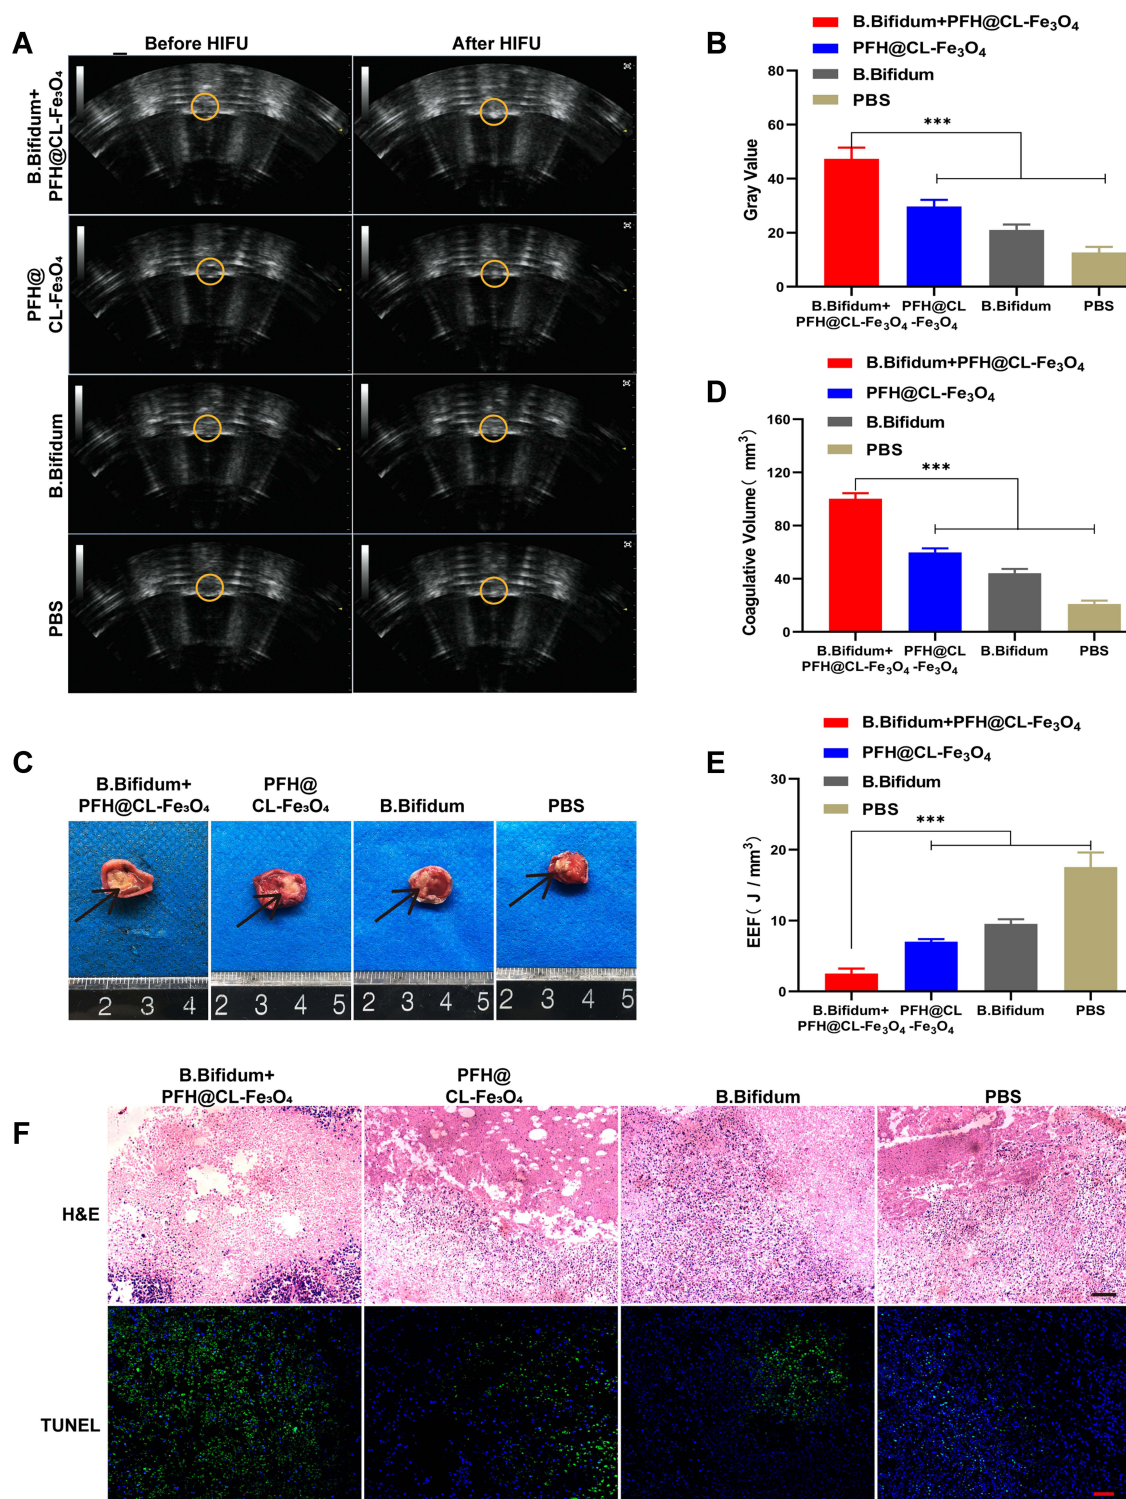 A
Before HIFU
After HIFU
B.Bifidum+
PFH@CL-Fe₃O₄
PFH@
CL-Fe₃O₄
B.Bifidum
PBS
B
B.Bifidum+PFH@CL-Fe₃O₄
PFH@CL-Fe₃O₄
B.Bifidum
PBS
Gray Value
80
60
40
20
0
***
B.Bifidum+
PFH@CL-Fe₃O₄
PFH@CL
-Fe₃O₄
B.Bifidum
PBS
D
B.Bifidum+PFH@CL-Fe₃O₄
PFH@CL-Fe₃O₄
B.Bifidum
PBS
Coagulative Volume( mm³)
160
120
80
40
0
***
B.Bifidum+
PFH@CL-Fe₃O₄
PFH@CL
-Fe₃O₄
B.Bifidum
PBS
C
B.Bifidum+
PFH@CL-Fe₃O₄
PFH@
CL-Fe₃O₄
B.Bifidum
PBS
2 3 4
2 3 4 5
2 3 4 5
2 3 4 5
E
B.Bifidum+PFH@CL-Fe₃O₄
PFH@CL-Fe₃O₄
B.Bifidum
PBS
EEF( J / mm³)
30
20
10
0
***
B.Bifidum+
PFH@CL-Fe₃O₄
PFH@CL
-Fe₃O₄
B.Bifidum
PBS
F
B.Bifidum+
PFH@CL-Fe₃O₄
PFH@
CL-Fe₃O₄
B.Bifidum
PBS
H&E
TUNEL